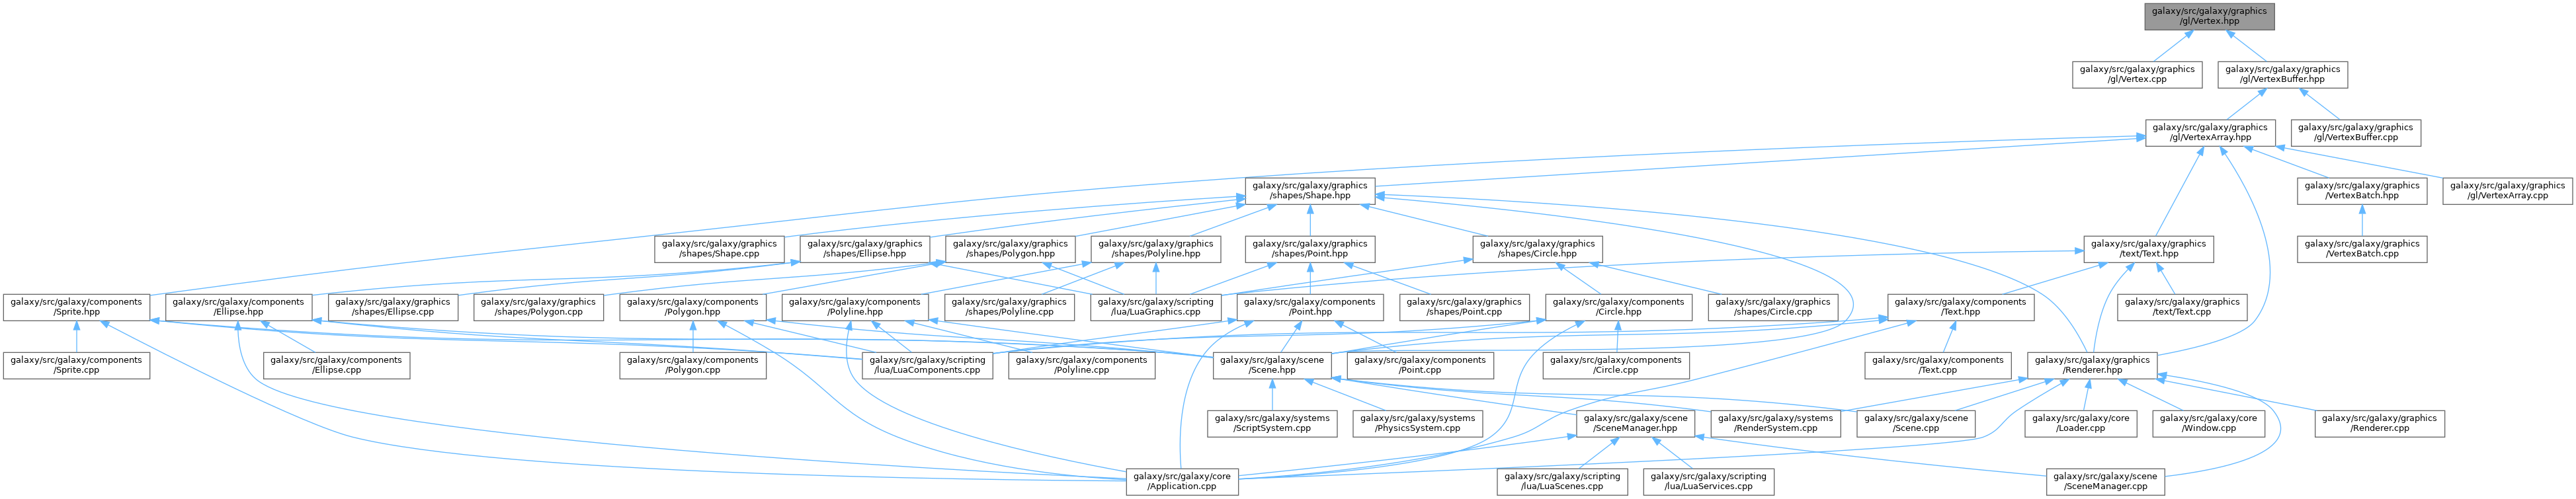 galaxy/src/galaxy/graphics
/gl/Vertex.hpp
galaxy/src/galaxy/graphics
/gl/Vertex.cpp
galaxy/src/galaxy/graphics
/gl/VertexBuffer.hpp
galaxy/src/galaxy/graphics
/gl/VertexArray.hpp
galaxy/src/galaxy/graphics
/gl/VertexBuffer.cpp
galaxy/src/galaxy/graphics
/shapes/Shape.hpp
galaxy/src/galaxy/graphics
/VertexBatch.hpp
galaxy/src/galaxy/graphics
/gl/VertexArray.cpp
galaxy/src/galaxy/graphics
/shapes/Shape.cpp
galaxy/src/galaxy/graphics
/shapes/Ellipse.hpp
galaxy/src/galaxy/graphics
/shapes/Polygon.hpp
galaxy/src/galaxy/graphics
/shapes/Polyline.hpp
galaxy/src/galaxy/graphics
/shapes/Point.hpp
galaxy/src/galaxy/graphics
/shapes/Circle.hpp
galaxy/src/galaxy/graphics
/text/Text.hpp
galaxy/src/galaxy/graphics
/VertexBatch.cpp
galaxy/src/galaxy/components
/Sprite.hpp
galaxy/src/galaxy/components
/Ellipse.hpp
galaxy/src/galaxy/graphics
/shapes/Ellipse.cpp
galaxy/src/galaxy/graphics
/shapes/Polygon.cpp
galaxy/src/galaxy/components
/Polygon.hpp
galaxy/src/galaxy/components
/Polyline.hpp
galaxy/src/galaxy/graphics
/shapes/Polyline.cpp
galaxy/src/galaxy/scripting
/lua/LuaGraphics.cpp
galaxy/src/galaxy/components
/Point.hpp
galaxy/src/galaxy/graphics
/shapes/Point.cpp
galaxy/src/galaxy/components
/Circle.hpp
galaxy/src/galaxy/graphics
/shapes/Circle.cpp
galaxy/src/galaxy/components
/Text.hpp
galaxy/src/galaxy/graphics
/text/Text.cpp
galaxy/src/galaxy/components
/Sprite.cpp
galaxy/src/galaxy/components
/Ellipse.cpp
galaxy/src/galaxy/components
/Polygon.cpp
galaxy/src/galaxy/scripting
/lua/LuaComponents.cpp
galaxy/src/galaxy/components
/Polyline.cpp
galaxy/src/galaxy/scene
/Scene.hpp
galaxy/src/galaxy/components
/Point.cpp
galaxy/src/galaxy/components
/Circle.cpp
galaxy/src/galaxy/components
/Text.cpp
galaxy/src/galaxy/graphics
/Renderer.hpp
galaxy/src/galaxy/systems
/ScriptSystem.cpp
galaxy/src/galaxy/systems
/PhysicsSystem.cpp
galaxy/src/galaxy/scene
/SceneManager.hpp
galaxy/src/galaxy/systems
/RenderSystem.cpp
galaxy/src/galaxy/scene
/Scene.cpp
galaxy/src/galaxy/core
/Loader.cpp
galaxy/src/galaxy/core
/Window.cpp
galaxy/src/galaxy/graphics
/Renderer.cpp
galaxy/src/galaxy/core
/Application.cpp
galaxy/src/galaxy/scripting
/lua/LuaScenes.cpp
galaxy/src/galaxy/scripting
/lua/LuaServices.cpp
galaxy/src/galaxy/scene
/SceneManager.cpp